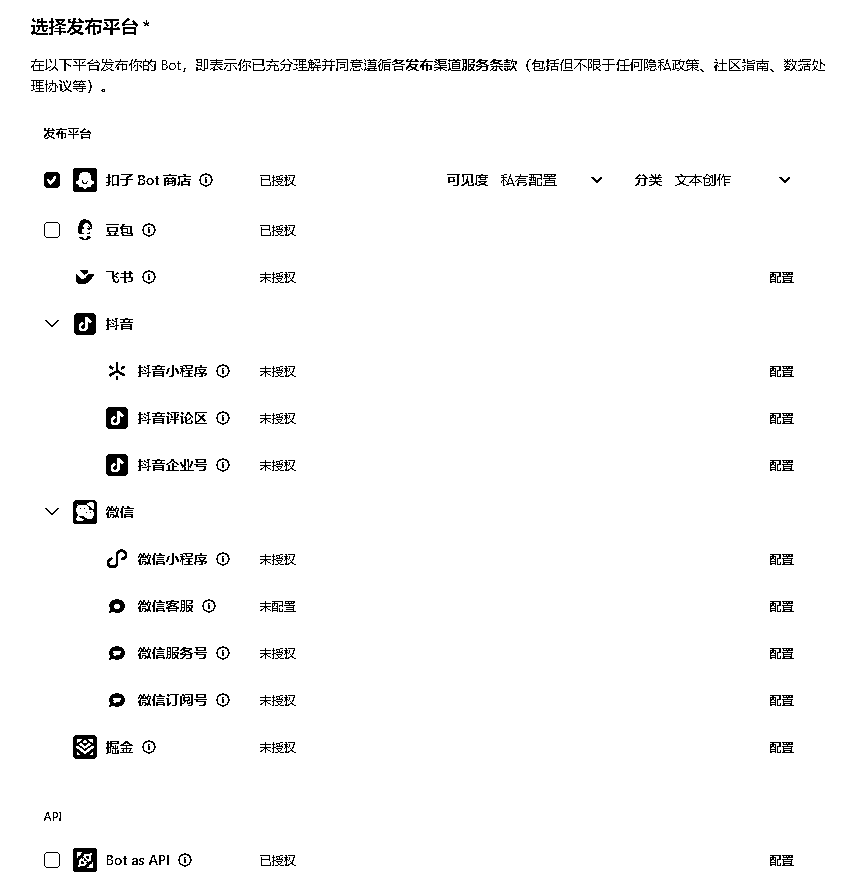 选择发布平台 *
在以下平台发布你的 Bot，即表示你已充分理解并同意遵循各发布渠道服务条款（包括但不限于任何隐私政策、社区指南、数据处
理协议等）。
发布平台
扣子 Bot 商店 已授权 可见度 私有配置 分类 文本创作
豆包 已授权
飞书 未授权 配置
抖音
抖音小程序 未授权 配置
抖音评论区 未授权 配置
抖音企业号 未授权 配置
微信
微信小程序 未授权 配置
微信客服 未配置 配置
微信服务号 未授权 配置
微信订阅号 未授权 配置
掘金 未授权 配置
API
Bot as API 已授权 配置